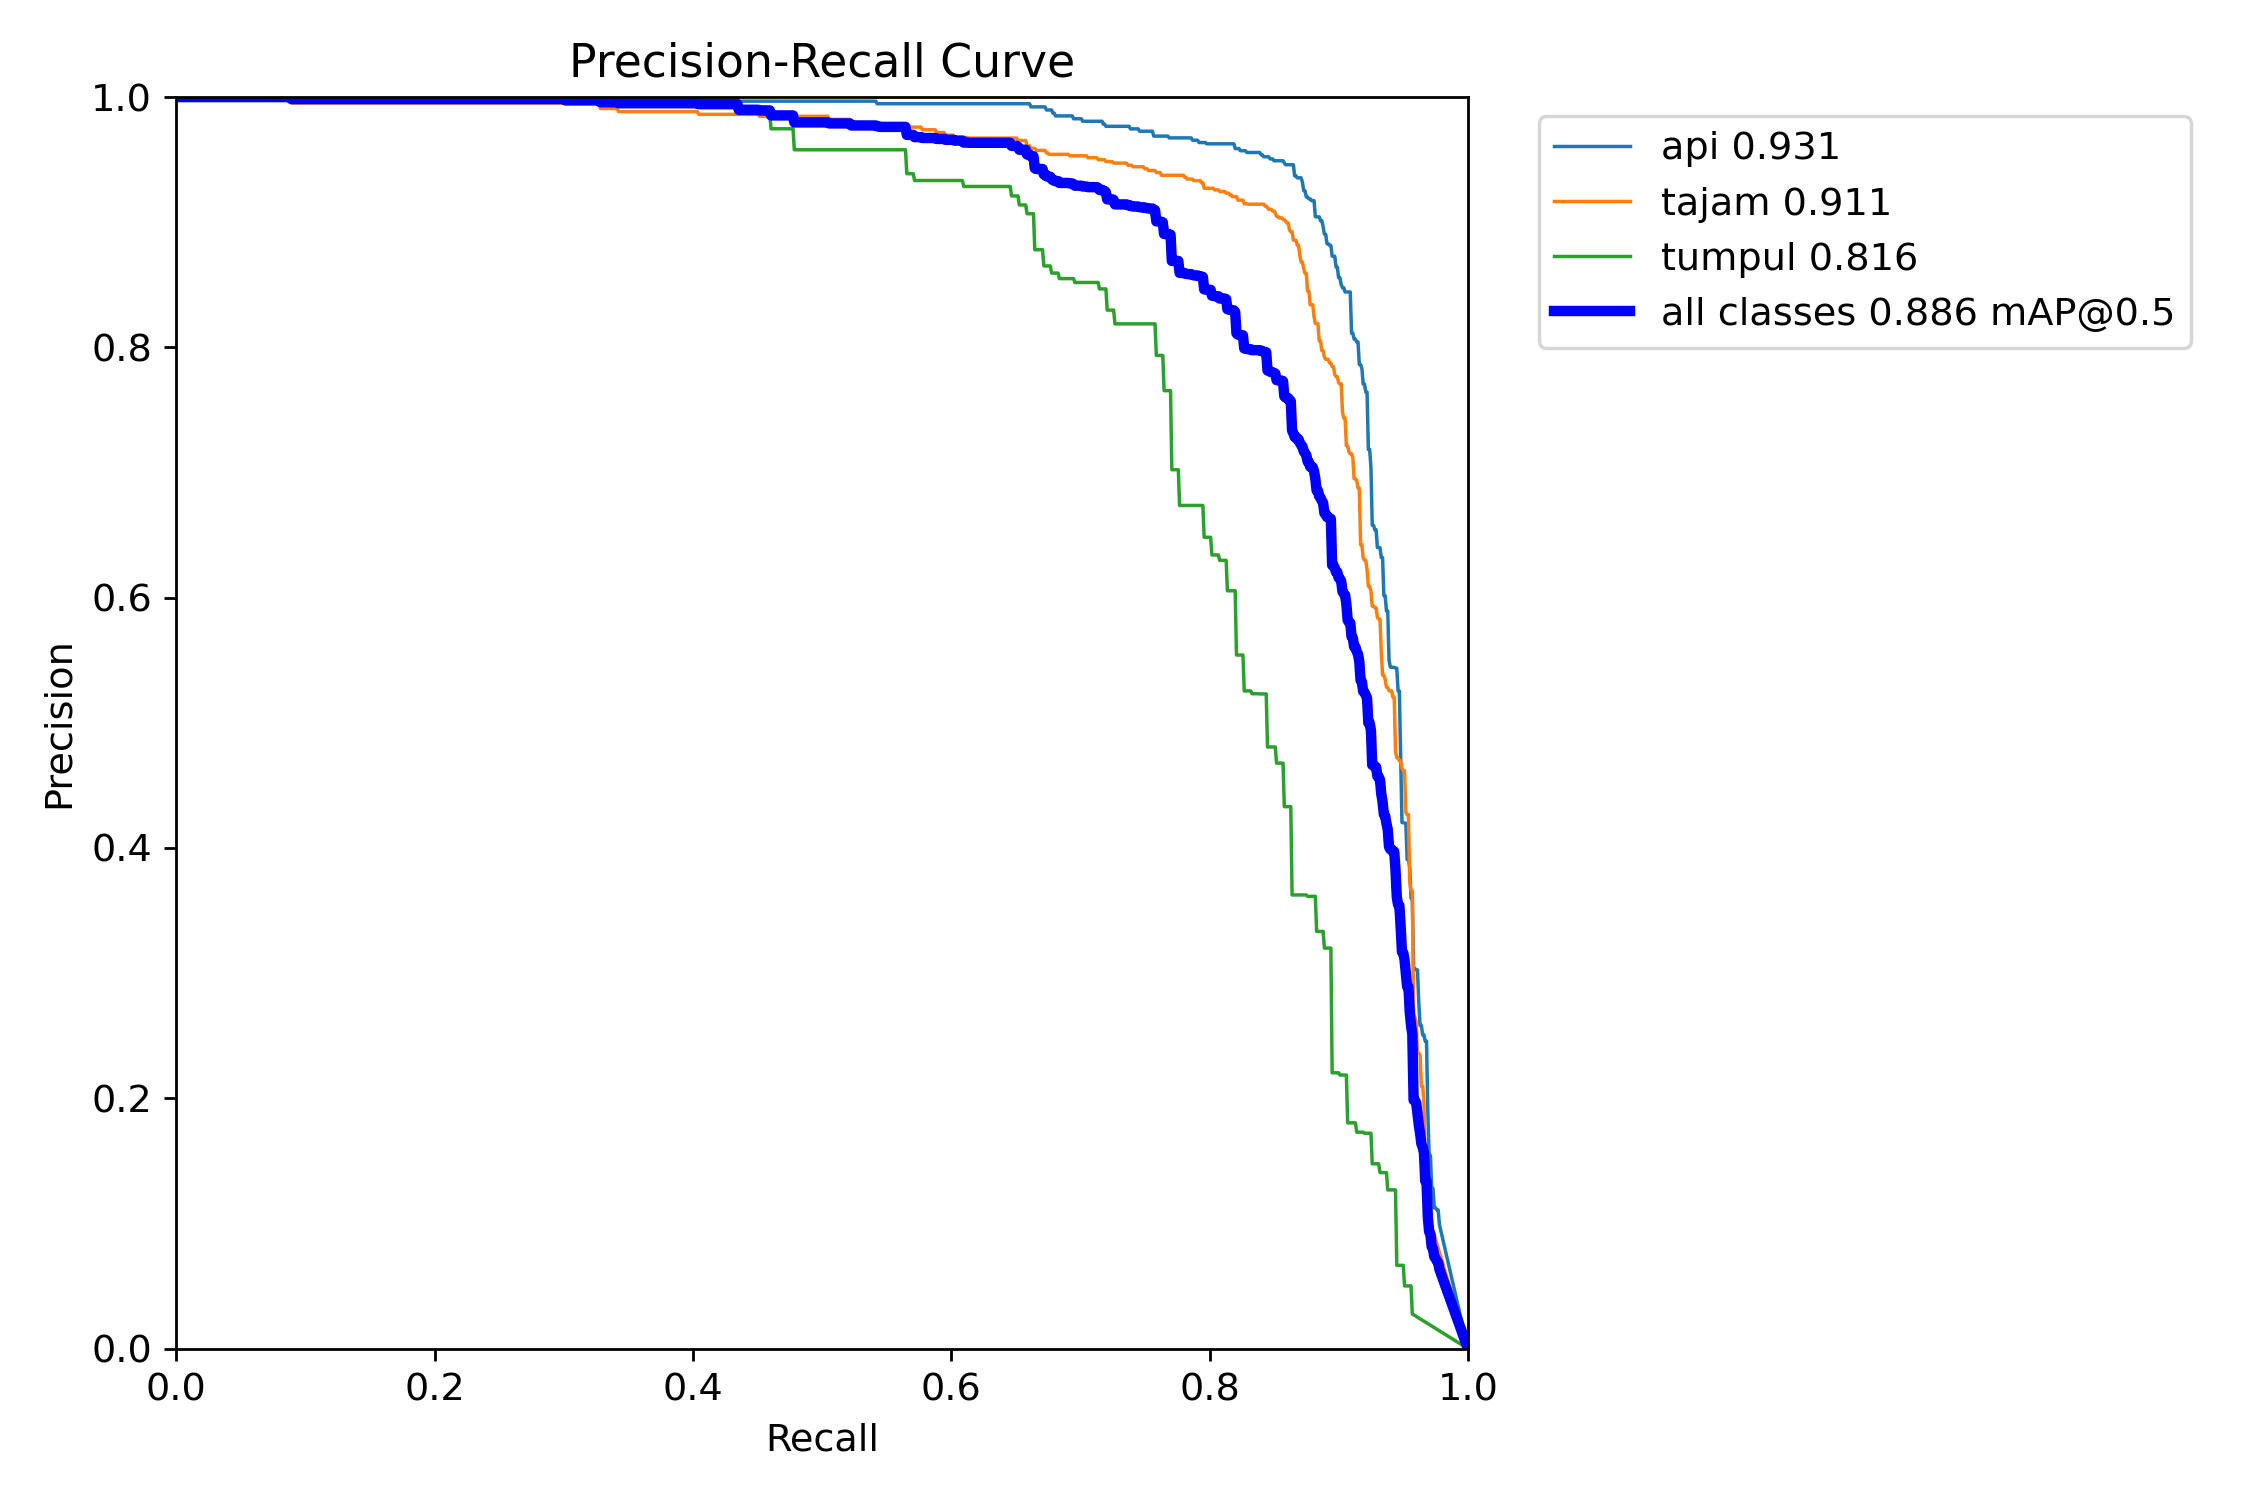 Precision-Recall Curve
1.0
0.8
0.6
0.4
0.2
0.0
Precision
0.0 0.2 0.4 0.6 0.8 1.0
Recall
api 0.931
tajam 0.911
tumpul 0.816
all classes 0.886 mAP@0.5